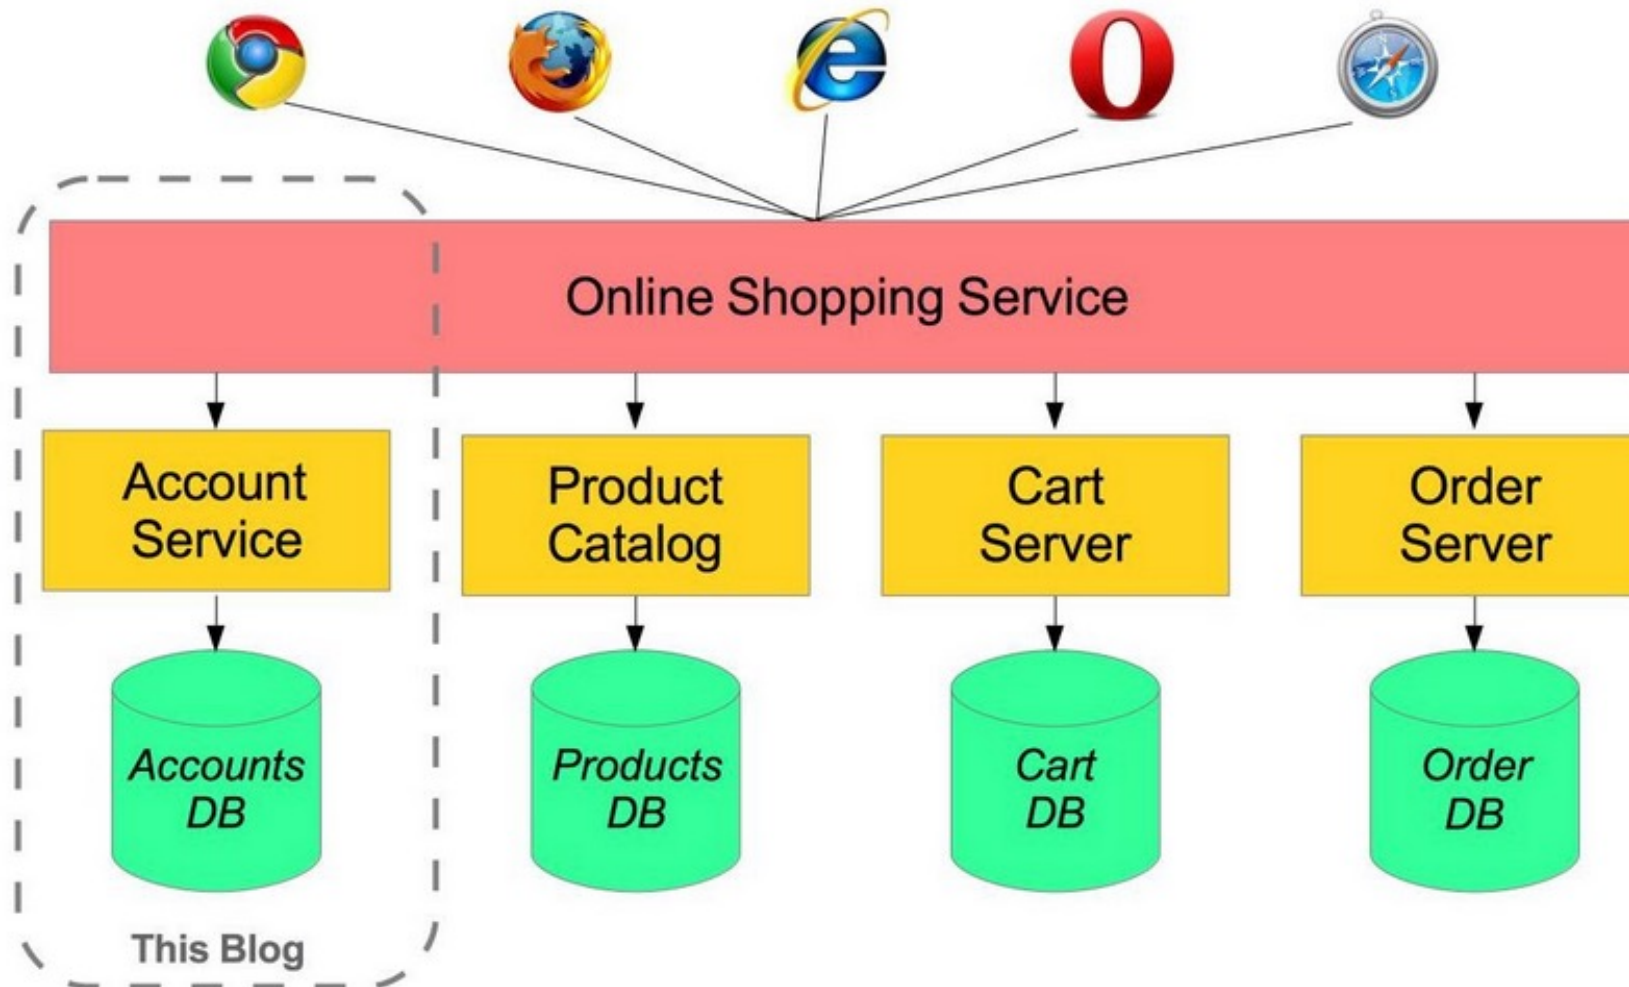 Online Shopping Service
Account
Service
Product
Catalog
Cart
Server
Order
Server
Accounts
DB
Products
DB
Cart
DB
Order
DB
This Blog